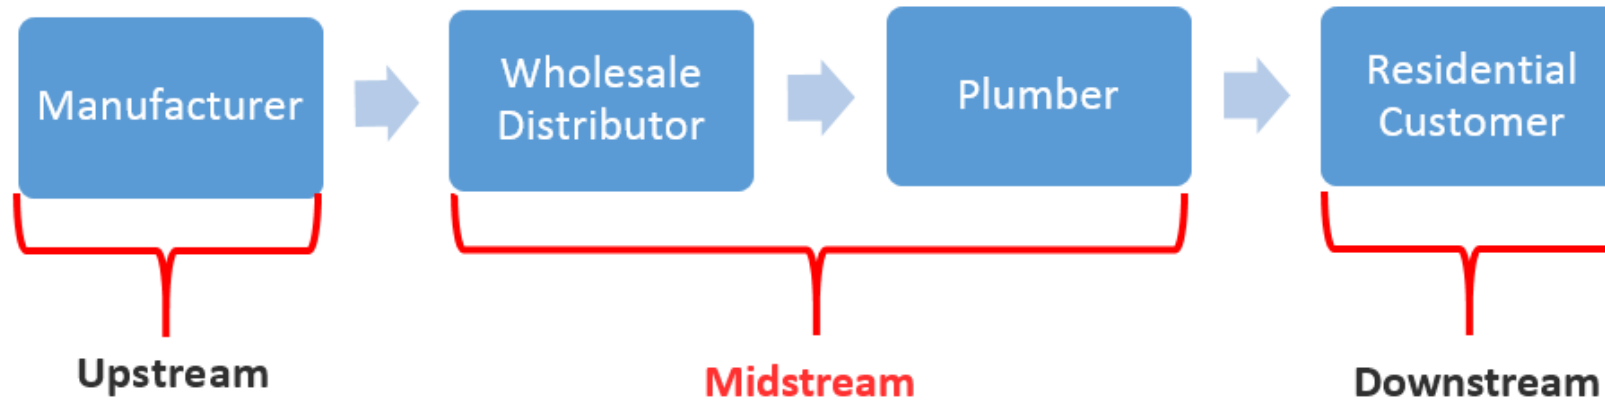 Manufacturer
Wholesale
Distributor
Plumber
Residential
Customer
Upstream
Midstream
Downstream